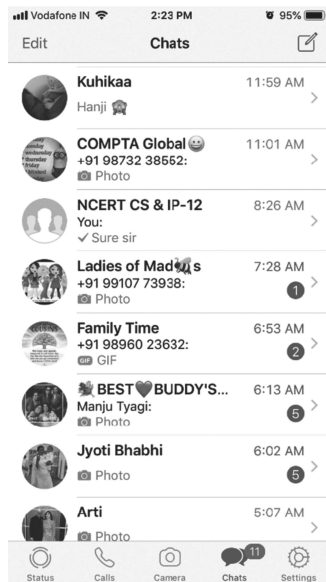 Vodafone IN 2:23 PM 95%
Edit Chats
Kuhikaa 11:59 AM
Hanji 🙈
COMPTA Global😀 11:01 AM
+91 98732 38552:
Photo
NCERT CS & IP-12 8:26 AM
You:
✓ Sure sir
Ladies of Mad🐝s 7:28 AM
+91 99107 73938: 1
Photo
Family Time 6:53 AM
+91 98960 23632: 2
GIF GIF
BEST🖤BUDDY'S... 6:13 AM
Manju Tyagi: 5
Photo
Jyoti Bhabhi 6:02 AM
Photo 5
Arti 5:07 AM
Photo
11
Status Calls Camera Chats Settings